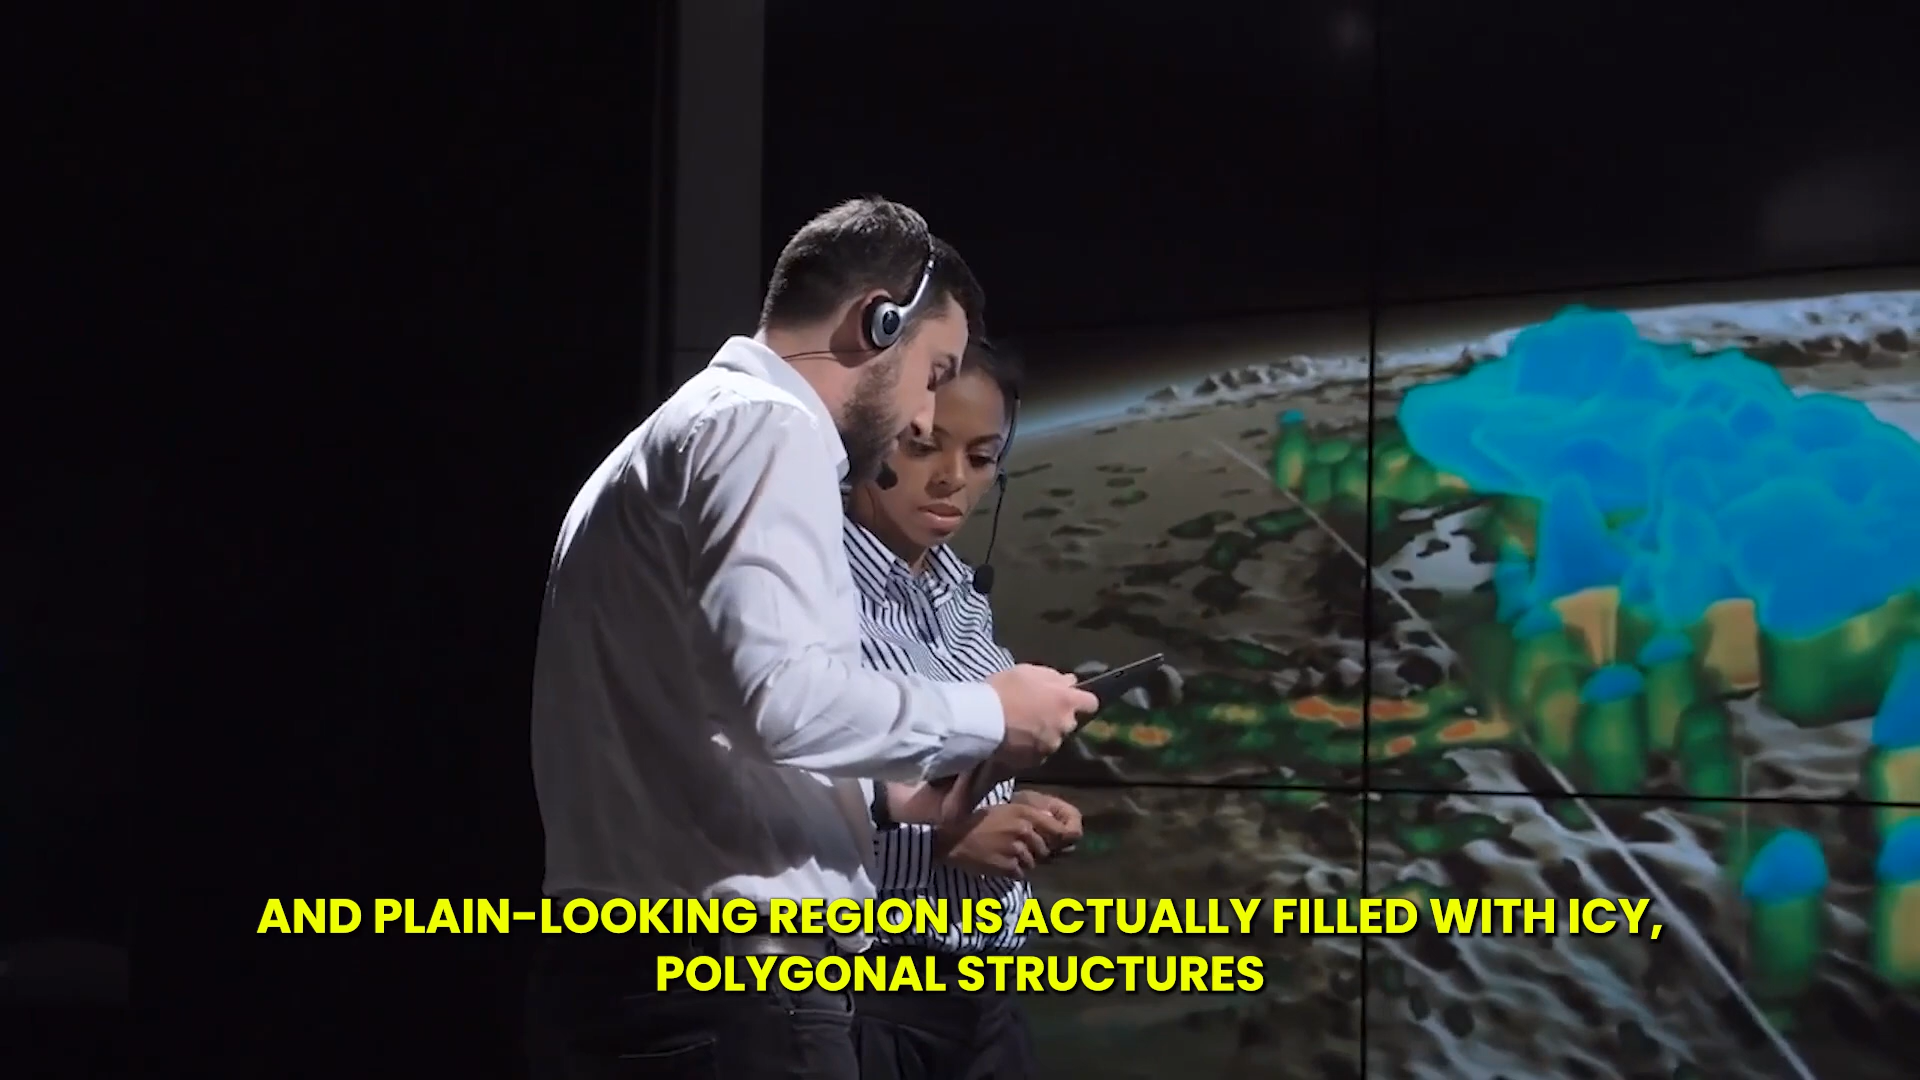 AND PLAIN-LOOKING REGION IS ACTUALLY FILLED WITH ICY,
POLYGONAL STRUCTURES